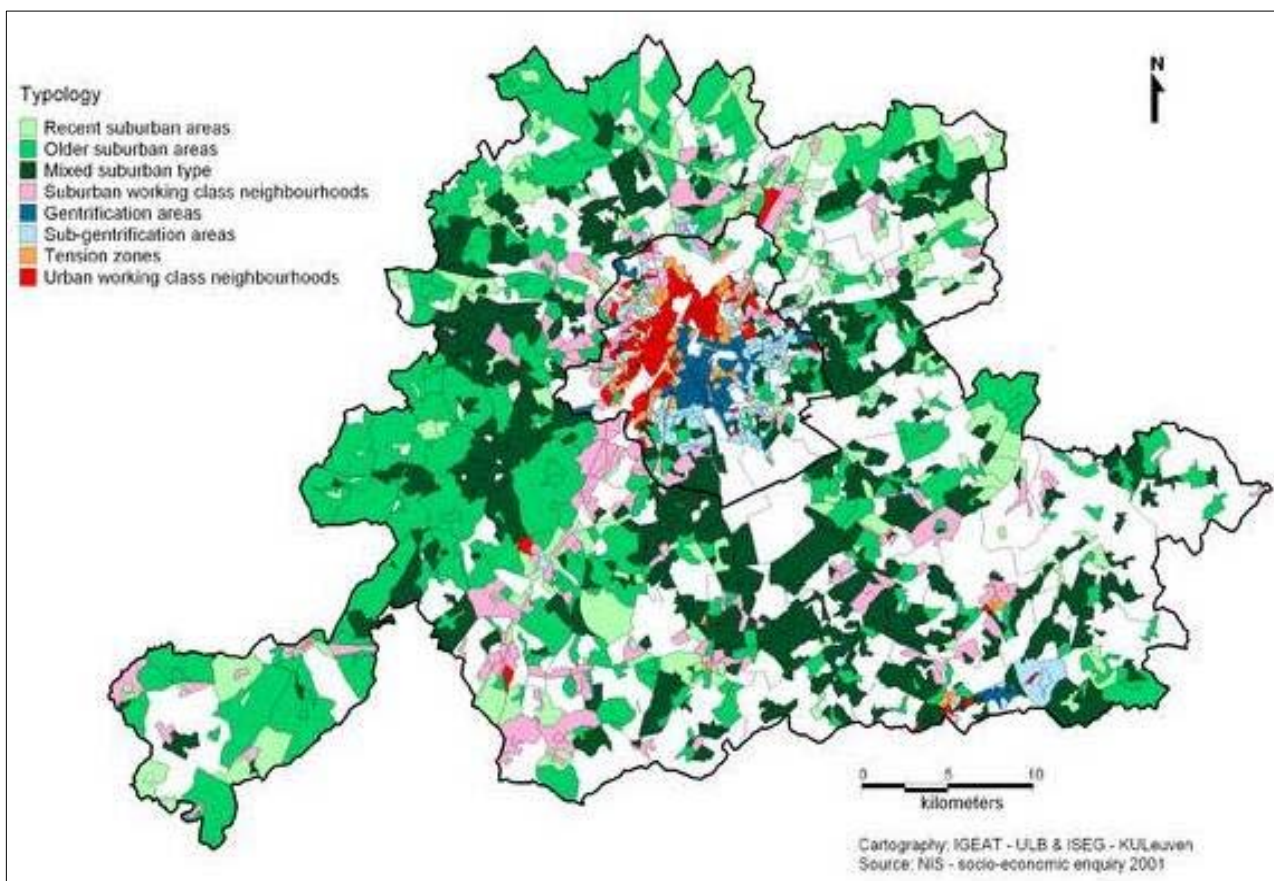 N
Typology
Recent suburban areas
Older suburban areas
Mixed suburban type
Suburban working class neighbourhoods
Gentrification areas
Sub-gentrification areas
Tension zones
Urban working class neighbourhoods
0 5 10
kilometers
Cartography: IGEAT - ULB & ISEG - KULeuven
Source: NIS - socio-economic enquiry 2001